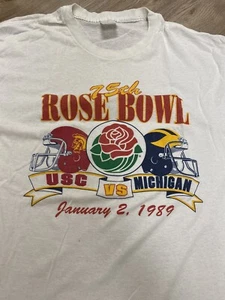 75th
ROSE BOWL
USC VS MICHIGAN
January 2, 1989